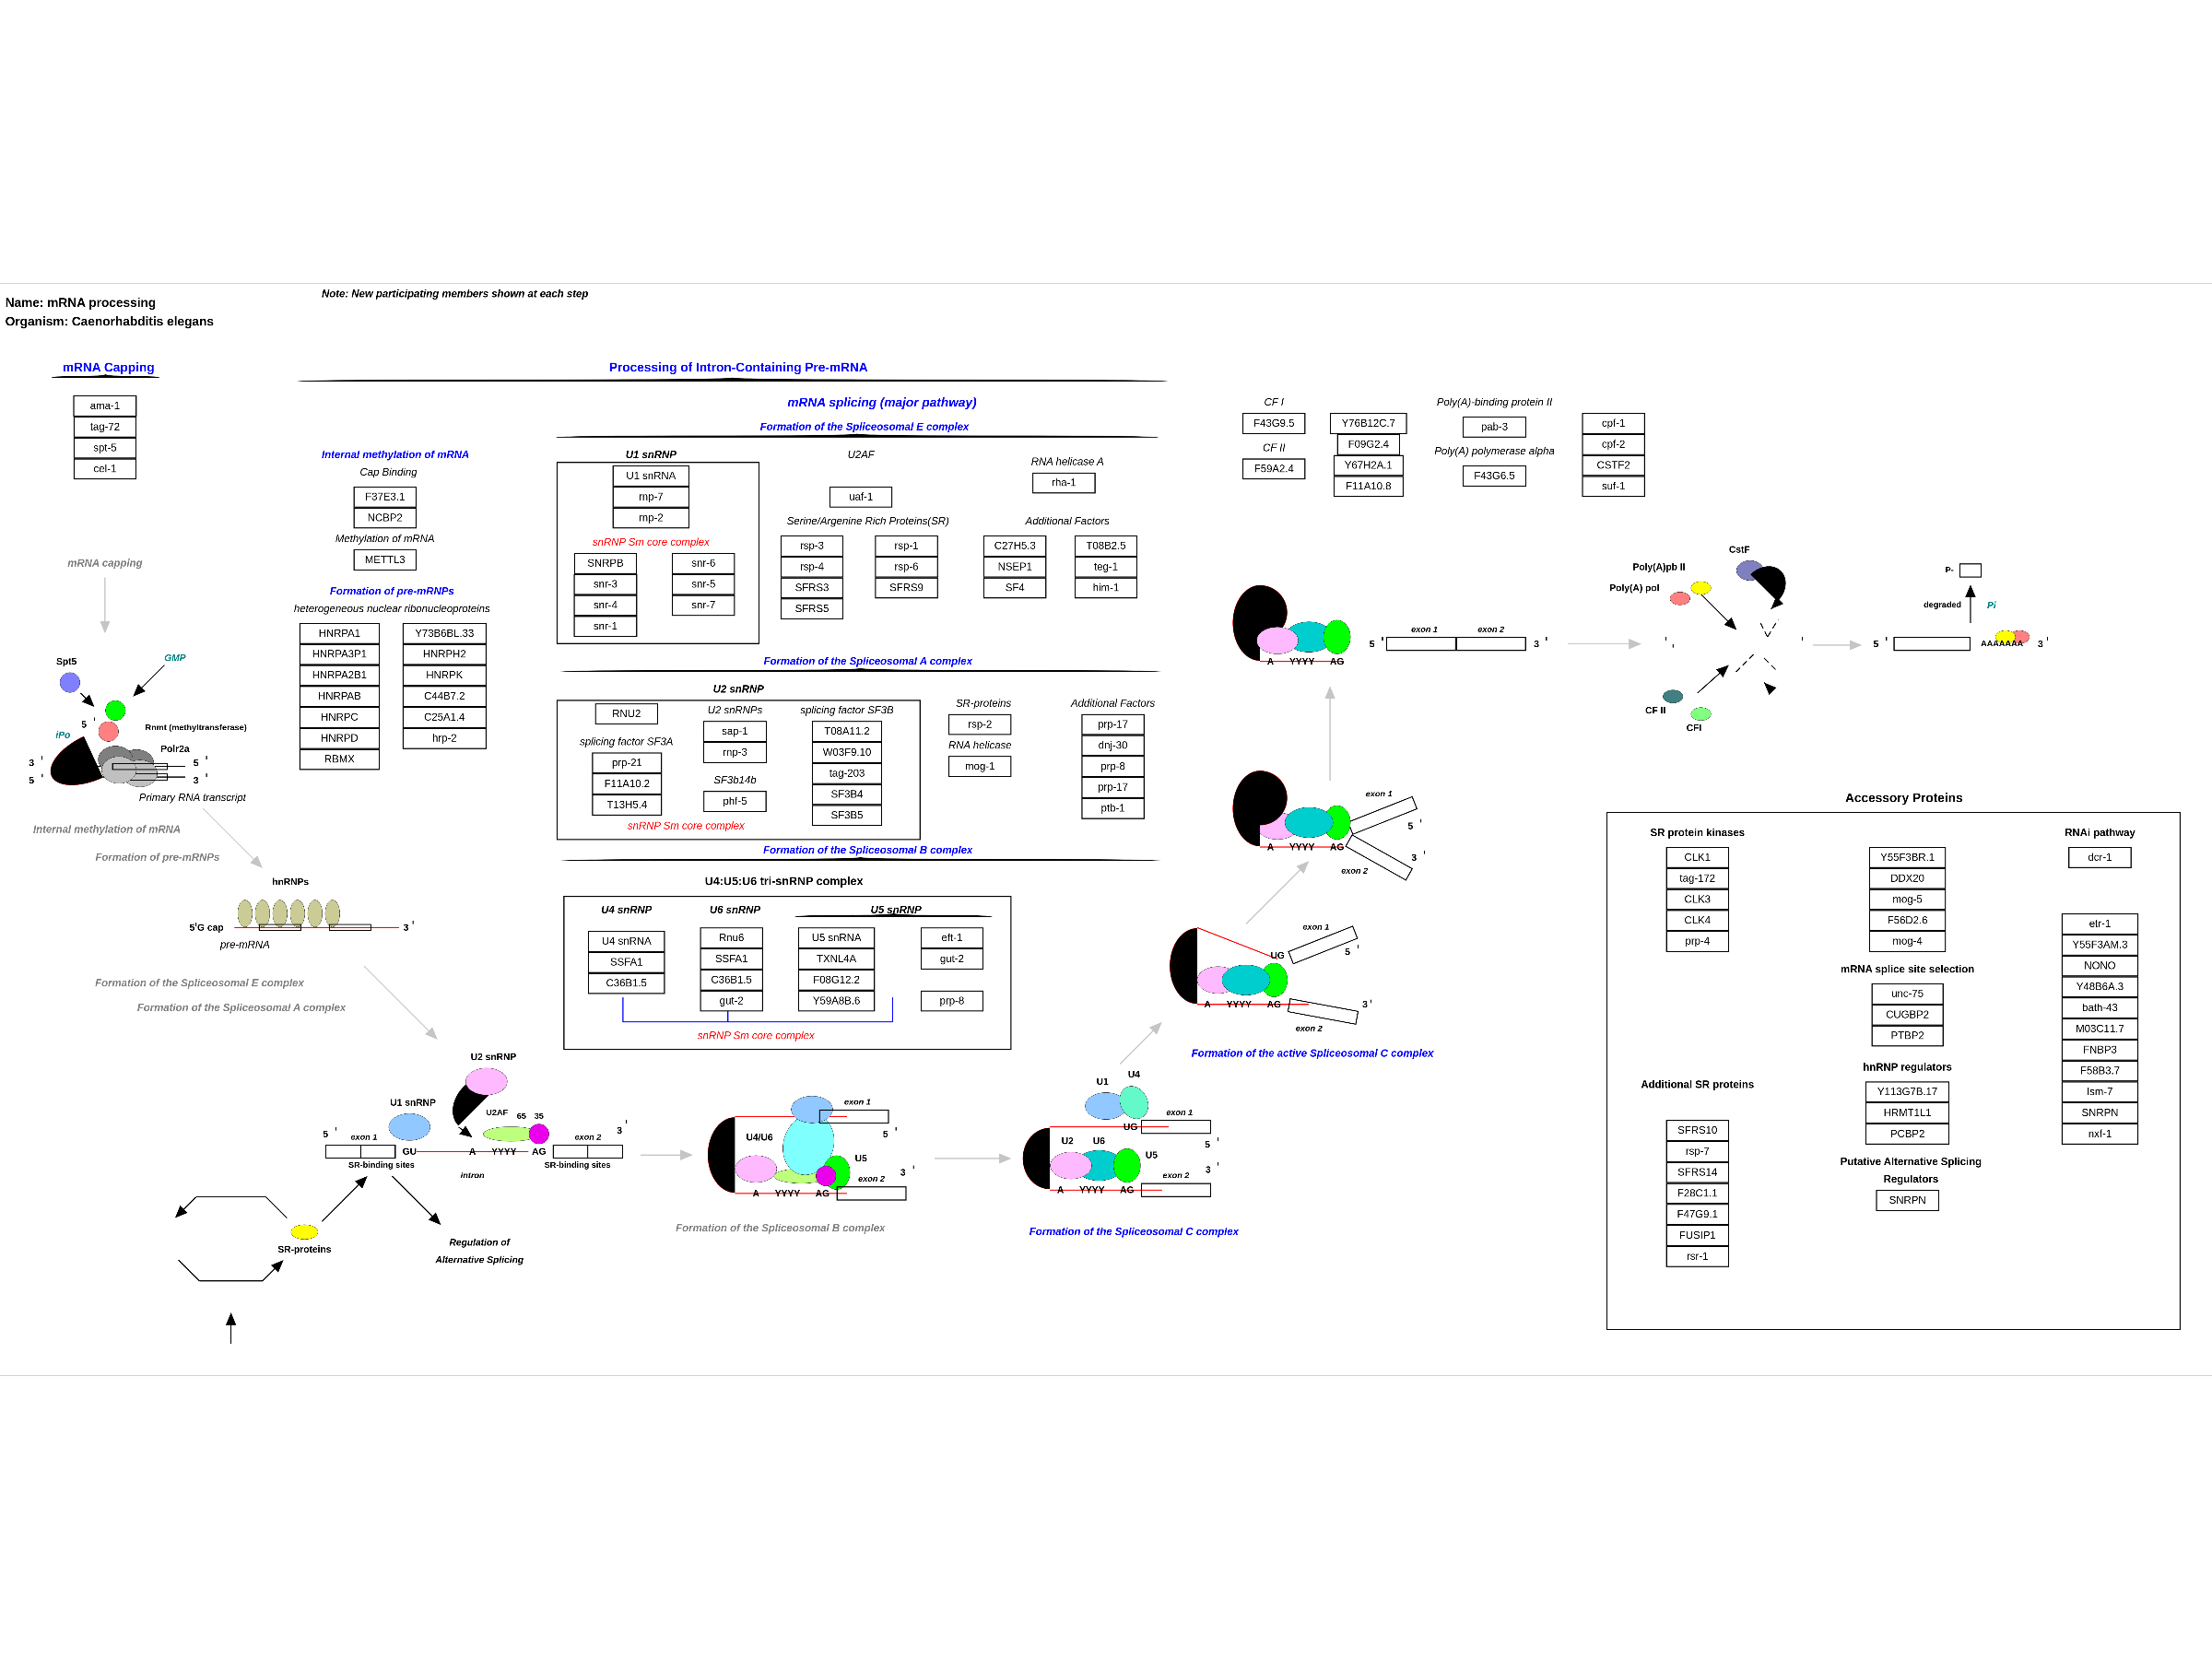 Name: mRNA processing
Organism: Caenorhabditis elegans
Note: New participating members shown at each step
mRNA Capping
ama-1
tag-72
spt-5
cel-1
mRNA capping
Spt5
GMP
5 '
Rnmt (methyltransferase)
iPo
Polr2a
3 '
5 '
5 '
3 '
Primary RNA transcript
Internal methylation of mRNA
Formation of pre-mRNPs
hnRNPs
5'G cap
3 '
pre-mRNA
Formation of the Spliceosomal E complex
Formation of the Spliceosomal A complex
Processing of Intron-Containing Pre-mRNA
mRNA splicing (major pathway)
Internal methylation of mRNA
Cap Binding
F37E3.1
NCBP2
Methylation of mRNA
METTL3
Formation of pre-mRNPs
heterogeneous nuclear ribonucleoproteins
HNRPA1
HNRPA3P1
HNRPA2B1
HNRPAB
HNRPC
HNRPD
RBMX
Y73B6BL.33
HNRPH2
HNRPK
C44B7.2
C25A1.4
hrp-2
Formation of the Spliceosomal E complex
U1 snRNP
U1 snRNA
rnp-7
rnp-2
snRNP Sm core complex
SNRPB
snr-3
snr-4
snr-1
snr-6
snr-5
snr-7
U2AF
uaf-1
RNA helicase A
rha-1
Serine/Argenine Rich Proteins(SR)
rsp-3
rsp-4
SFRS3
SFRS5
rsp-1
rsp-6
SFRS9
Additional Factors
C27H5.3
NSEP1
SF4
T08B2.5
teg-1
him-1
Formation of the Spliceosomal A complex
U2 snRNP
RNU2
splicing factor SF3A
prp-21
F11A10.2
T13H5.4
U2 snRNPs
sap-1
rnp-3
SF3b14b
phf-5
splicing factor SF3B
T08A11.2
W03F9.10
tag-203
SF3B4
SF3B5
snRNP Sm core complex
SR-proteins
rsp-2
RNA helicase
mog-1
Additional Factors
prp-17
dnj-30
prp-8
prp-17
ptb-1
Formation of the Spliceosomal B complex
U4:U5:U6 tri-snRNP complex
U4 snRNP
U4 snRNA
SSFA1
C36B1.5
U6 snRNP
Rnu6
SSFA1
C36B1.5
gut-2
U5 snRNP
U5 snRNA
TXNL4A
F08G12.2
Y59A8B.6
eft-1
gut-2
prp-8
snRNP Sm core complex
U2 snRNP
U1 snRNP
U2AF 65 35
5 ' exon 1
GU
A YYYY AG
exon 2 3 '
SR-binding sites
intron
SR-binding sites
SR-proteins
Regulation of
Alternative Splicing
exon 1
5 '
U4/U6
U5
3 '
exon 2
A YYYY AG
Formation of the Spliceosomal B complex
U1 U4
exon 1
UG
5 '
U2 U6
U5
3 '
exon 2
A YYYY AG
Formation of the Spliceosomal C complex
exon 1
5 '
UG
A YYYY AG
3 '
exon 2
Formation of the active Spliceosomal C complex
exon 1
5 '
A YYYY AG
3 '
exon 2
A YYYY AG
5 ' exon 1 exon 2 3 '
CF I
F43G9.5
CF II
F59A2.4
Y76B12C.7
F09G2.4
Y67H2A.1
F11A10.8
Poly(A)-binding protein II
pab-3
Poly(A) polymerase alpha
F43G6.5
cpf-1
cpf-2
CSTF2
suf-1
CstF
Poly(A)pb II
Poly(A) pol
' '
'
CF II
CFI
P-
degraded
Pi
5 '
AAAAAAA 3 '
Accessory Proteins
SR protein kinases
CLK1
tag-172
CLK3
CLK4
prp-4
Additional SR proteins
SFRS10
rsp-7
SFRS14
F28C1.1
F47G9.1
FUSIP1
rsr-1
Y55F3BR.1
DDX20
mog-5
F56D2.6
mog-4
mRNA splice site selection
unc-75
CUGBP2
PTBP2
hnRNP regulators
Y113G7B.17
HRMT1L1
PCBP2
Putative Alternative Splicing
Regulators
SNRPN
RNAi pathway
dcr-1
etr-1
Y55F3AM.3
NONO
Y48B6A.3
bath-43
M03C11.7
FNBP3
F58B3.7
lsm-7
SNRPN
nxf-1